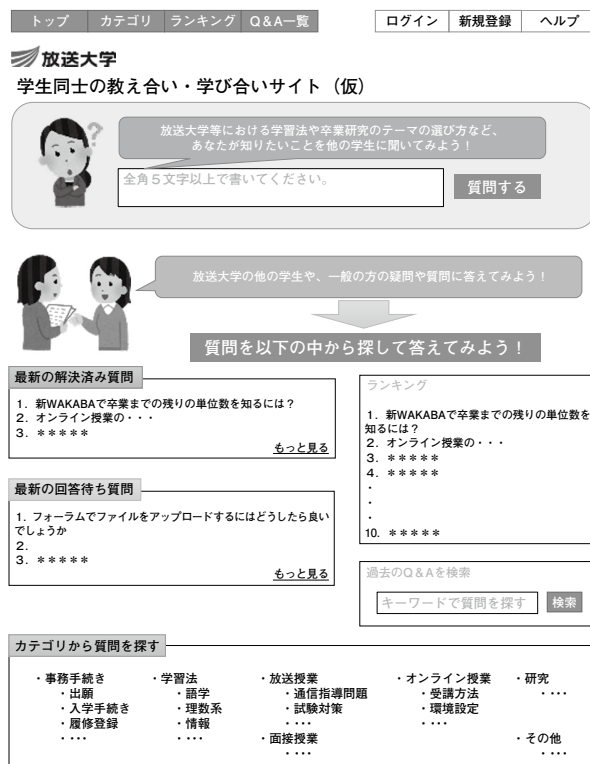 トップ カテゴリ ランキング Q&A一覧 ログイン 新規登録 ヘルプ
放送大学
学生同士の教え合い・学び合いサイト（仮）
?
放送大学等における学習法や卒業研究のテーマの選び方など、
あなたが知りたいことを他の学生に聞いてみよう！
全角５文字以上で書いてください。
質問する
放送大学の他の学生や、一般の方の疑問や質問に答えてみよう！
質問を以下の中から探して答えてみよう！
最新の解決済み質問
1. 新WAKABAで卒業までの残りの単位数を知るには？
2. オンライン授業の・・・
3. ＊＊＊＊＊
もっと見る
最新の回答待ち質問
1. フォーラムでファイルをアップロードするにはどうしたら良い
でしょうか
2.
3. ＊＊＊＊＊
もっと見る
ランキング
1. 新WAKABAで卒業までの残りの単位数を
知るには？
2. オンライン授業の・・・
3. ＊＊＊＊＊
4. ＊＊＊＊＊
・
・
・
10. ＊＊＊＊＊
過去のQ&Aを検索
キーワードで質問を探す 検索
カテゴリから質問を探す
・事務手続き ・学習法 ・放送授業 ・オンライン授業 ・研究
・出願 ・語学 ・通信指導問題 ・受講方法 ・・・・
・入学手続き ・理数系 ・試験対策 ・環境設定
・履修登録 ・情報 ・・・・ ・・・・
・・・・ ・・・・ ・面接授業 ・その他
・・・・ ・・・・